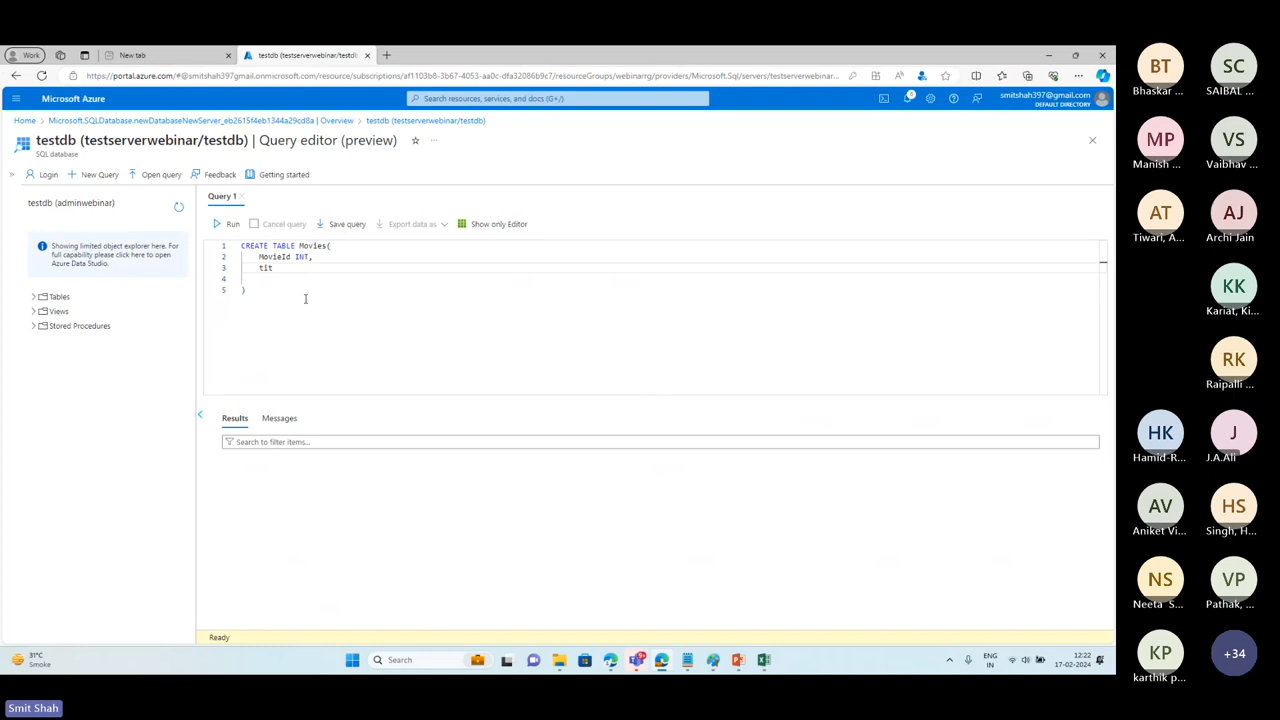 Work
New tab
testdb (testserverwebinar/testdb
https://portal.azure.com/#@smitshah397gmail.onmicrosoft.com/resource/subscriptions/af1103b8-3b67-4053-aa0c-dfa32086b9c7/resourceGroups/webinarrg/providers/Microsoft.Sql/servers/testserverwebinar...
Microsoft Azure
Search resources, services, and docs (G+/)
smitshah397@gmail.com
DEFAULT DIRECTORY
Home > Microsoft.SQLDatabase.newDatabaseNewServer_eb2615f4eb1344a29cd8a | Overview > testdb (testserverwebinar/testdb)
testdb (testserverwebinar/testdb) | Query editor (preview)
SQL database
Login
New Query
Open query
Feedback
Getting started
testdb (adminwebinar)
Showing limited object explorer here. For
full capability please click here to open
Azure Data Studio.
Tables
Views
Stored Procedures
Query 1
Run
Cancel query
Save query
Export data as
Show only Editor
1 CREATE TABLE Movies(
2 MovieId INT,
3 tit
4
5 )
Results
Messages
Search to filter items...
Ready
31°C
Smoke
Search
ENG
IN
12:22
17-02-2024
BT
Bhaskar ...
SC
SAIBAL ...
MP
Manish ...
VS
Vaibhav ...
AT
Tiwari, A...
AJ
Archi Jain
KK
Kariat, Ki...
RK
Raipalli ...
HK
Hamid-R...
J
J.A.Ali
AV
Aniket Vi...
HS
Singh, H...
NS
Neeta S...
VP
Pathak, ...
KP
karthik p...
+34
Smit Shah